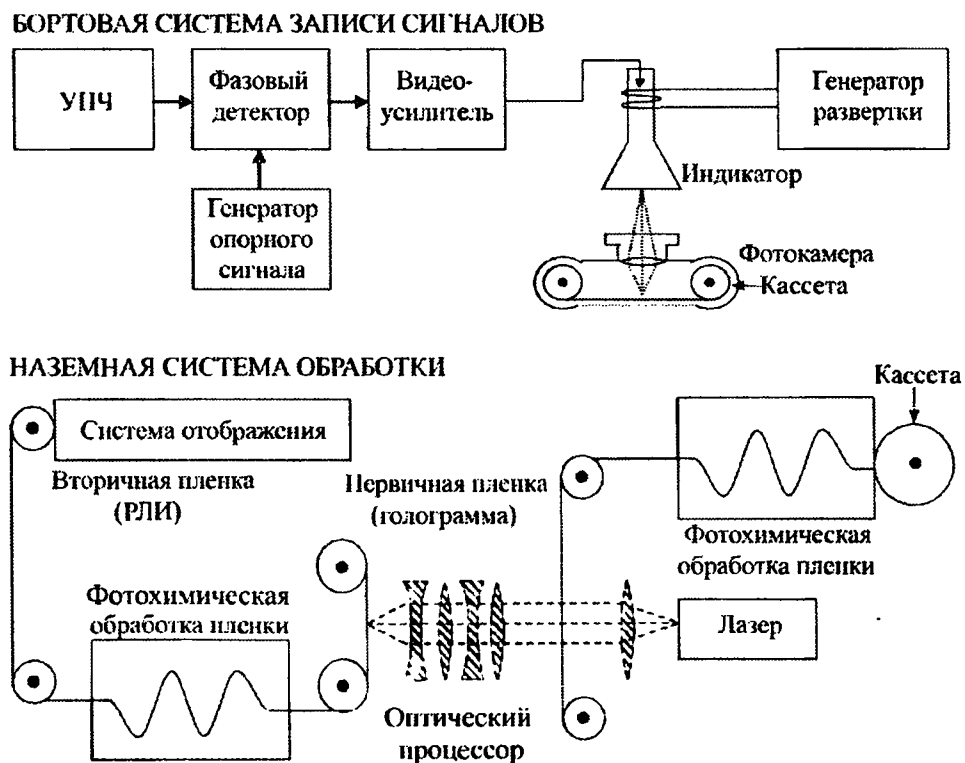 БОРТОВАЯ СИСТЕМА ЗАПИСИ СИГНАЛОВ
УПЧ
Фазовый
детектор
Видео-
усилитель
Генератор
развертки
Индикатор
Генератор
опорного
сигнала
Фотокамера
Кассета
НАЗЕМНАЯ СИСТЕМА ОБРАБОТКИ
Кассета
Система отображения
Вторичная пленка
(РЛИ)
Первичная пленка
(голограмма)
Фотохимическая
обработка пленки
Фотохимическая
обработка пленки
Лазер
Оптический
процессор